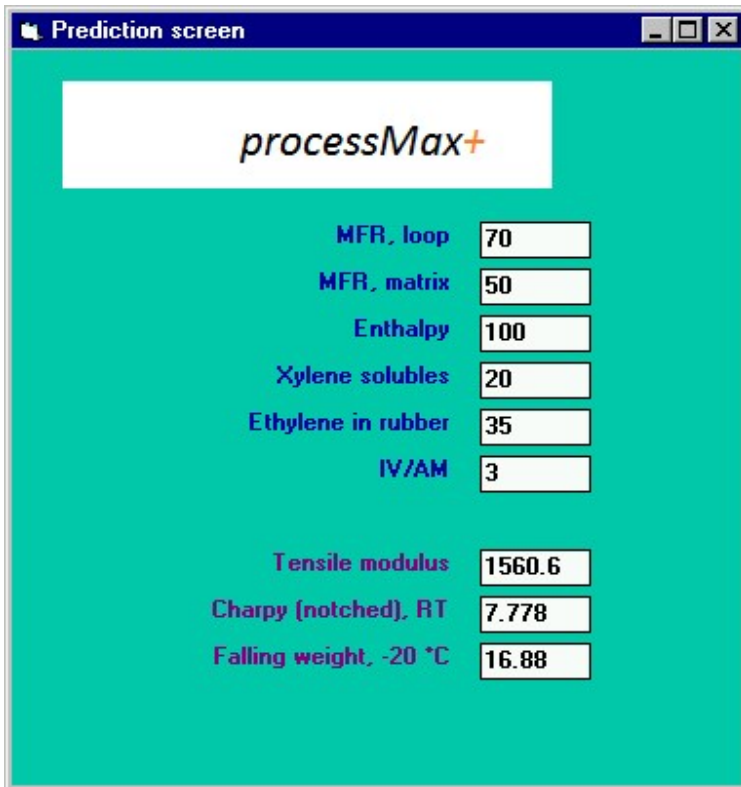 Prediction screen
processMax+
MFR, loop 70
MFR, matrix 50
Enthalpy 100
Xylene solubles 20
Ethylene in rubber 35
IV/AM 3
Tensile modulus 1560.6
Charpy (notched), RT 7.778
Falling weight, -20 °C 16.88